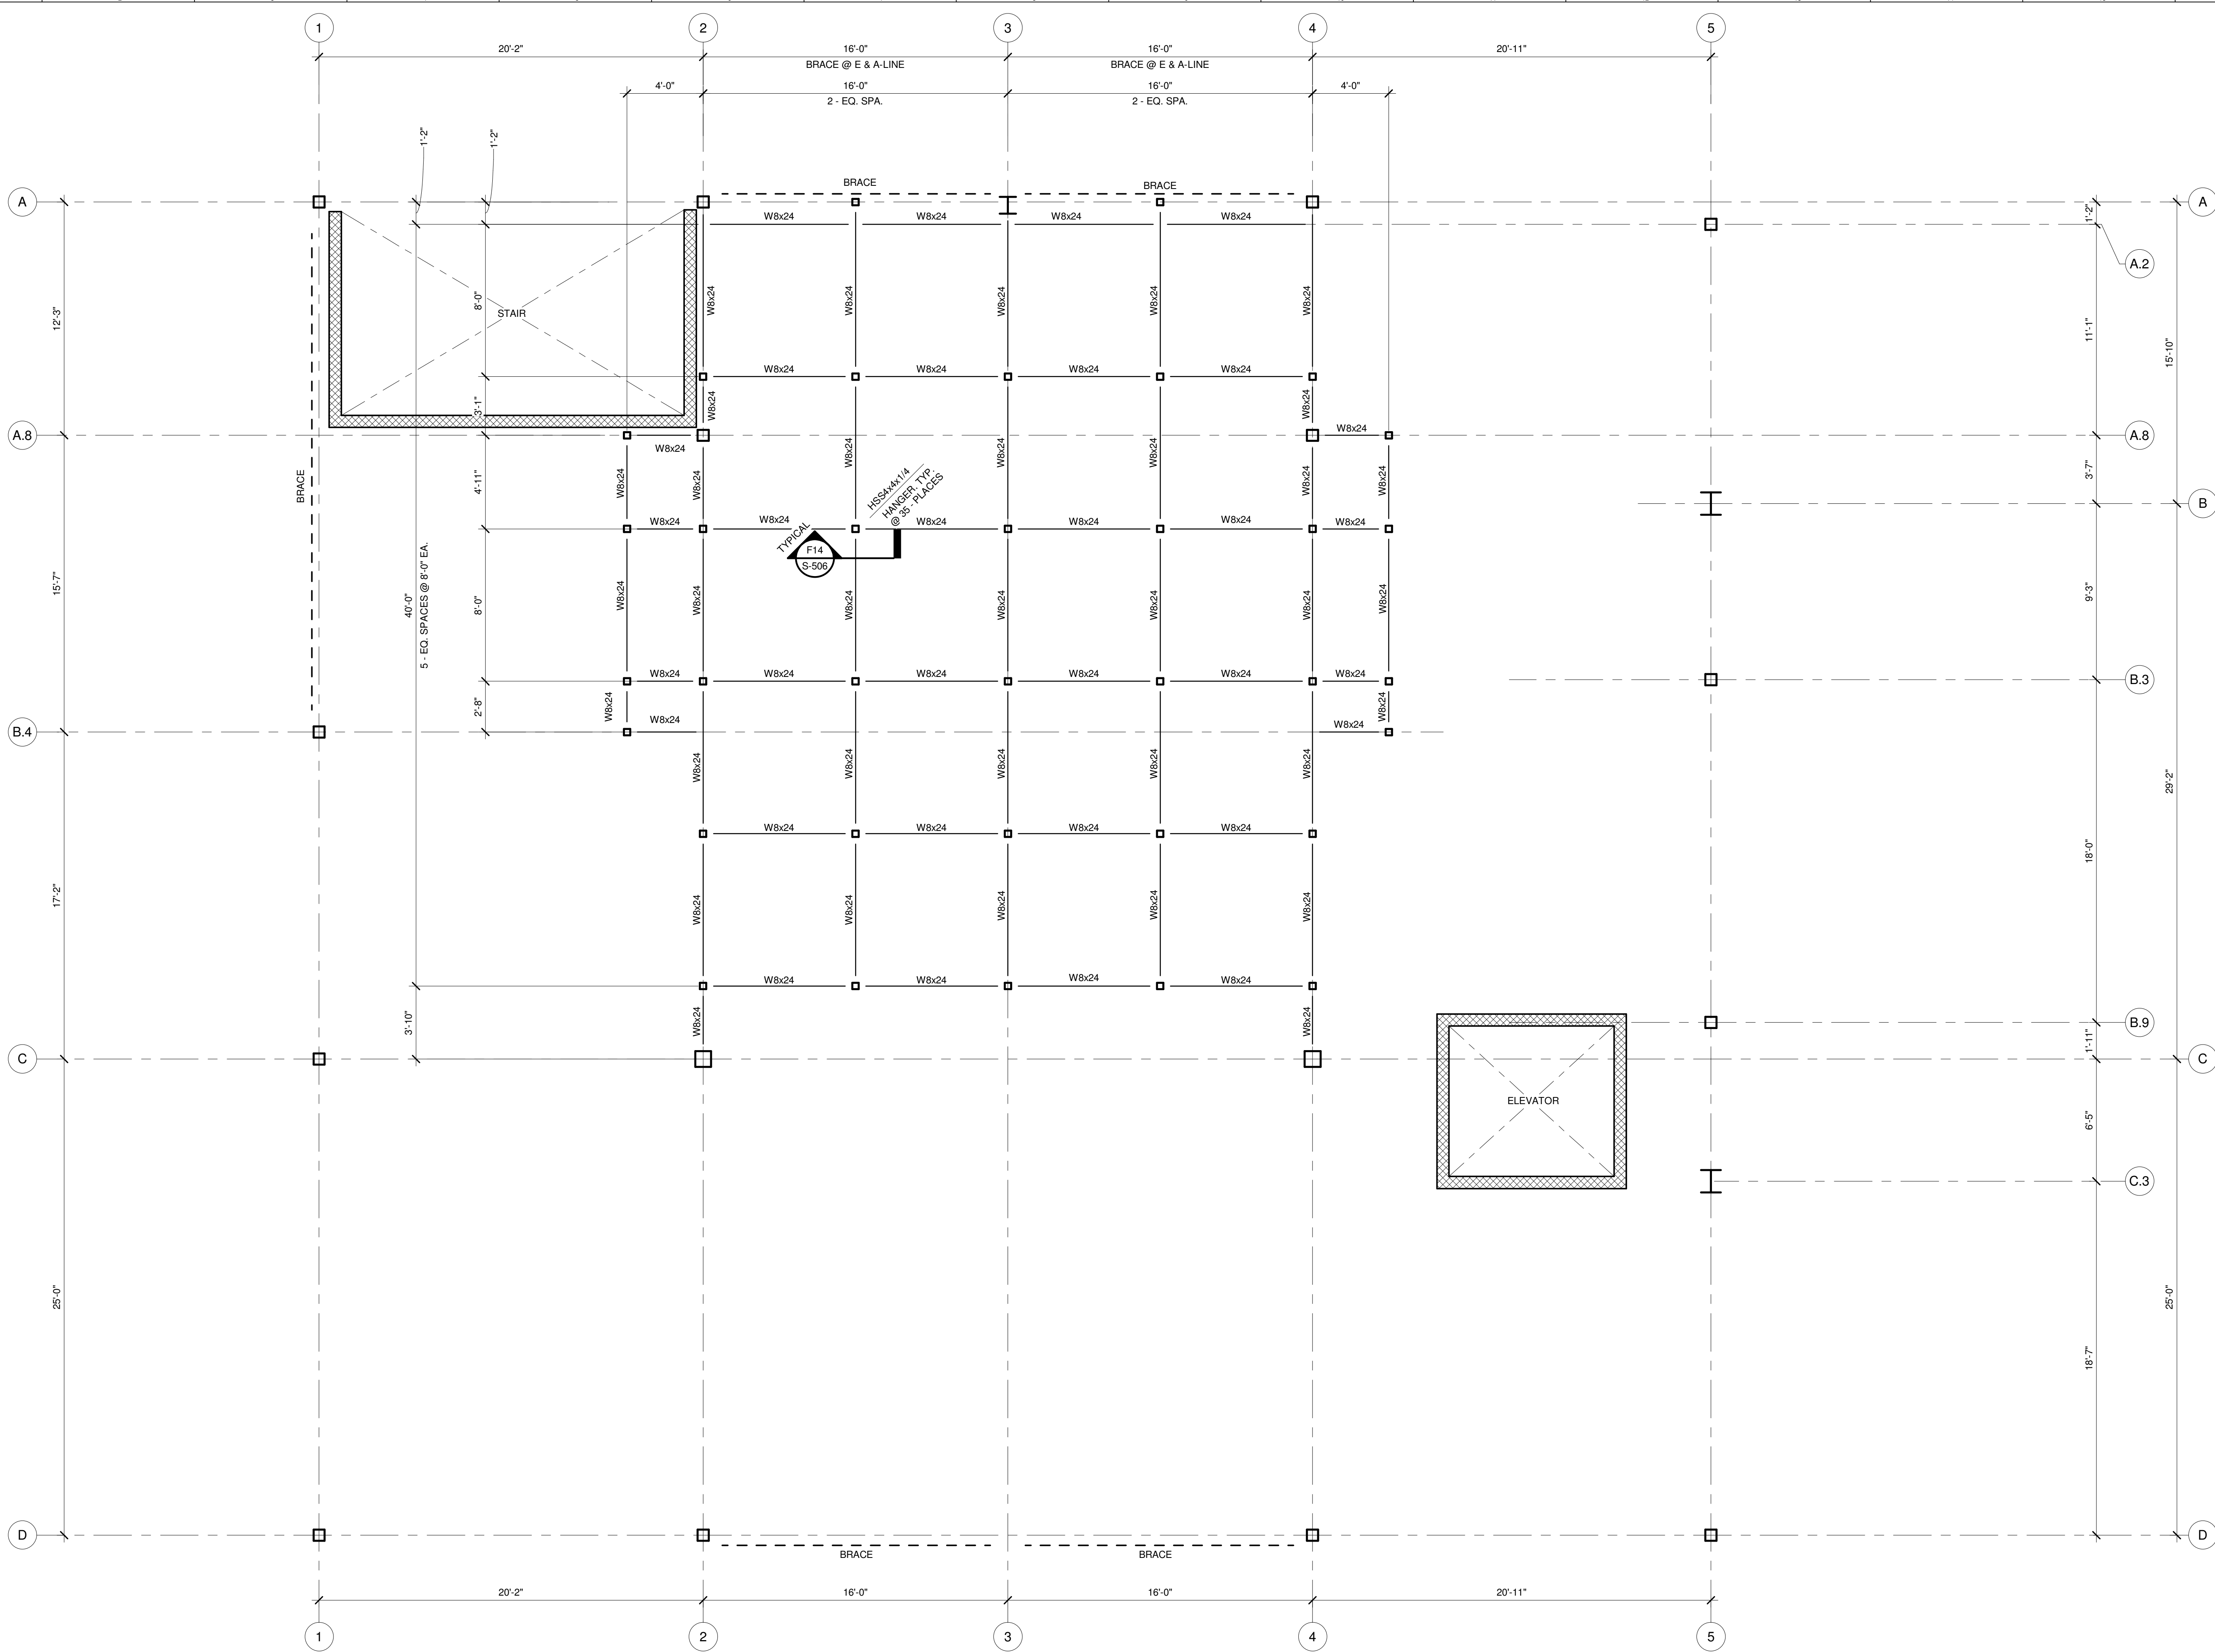 1
2
3
4
5
20'-2"
16'-0"
16'-0"
20'-11"
BRACE @ E & A-LINE
BRACE @ E & A-LINE
4'-0"
16'-0"
16'-0"
4'-0"
2 - EQ. SPA.
2 - EQ. SPA.
1'-2"
1'-2"
BRACE
BRACE
A
A
1'-2"
W8x24
W8x24
W8x24
W8x24
A.2
STAIR
8'-0"
12'-3"
W8x24
W8x24
W8x24
W8x24
W8x24
11'-1"
15'-10"
W8x24
W8x24
W8x24
W8x24
3'-1"
W8x24
W8x24
A.8
W8x24
W8x24
A.8
W8x24
W8x24
W8x24
W8x24
W8x24
W8x24
W8x24
3'-7"
4'-11"
BRACE
HSS4x4x1/4
HANGER, TYP.
@ 35 - PLACES
B
W8x24
W8x24
W8x24
W8x24
W8x24
W8x24
TYPICAL
F14
S-506
15'-7"
40'-0"
5 - EQ. SPACES @ 8'-0" EA.
8'-0"
W8x24
W8x24
W8x24
W8x24
W8x24
W8x24
W8x24
9'-3"
W8x24
W8x24
W8x24
W8x24
W8x24
W8x24
B.3
2'-8"
W8x24
W8x24
W8x24
W8x24
B.4
W8x24
W8x24
W8x24
W8x24
W8x24
29'-2"
W8x24
W8x24
W8x24
W8x24
18'-0"
17'-2"
W8x24
W8x24
W8x24
W8x24
W8x24
W8x24
W8x24
W8x24
W8x24
3'-10"
W8x24
W8x24
B.9
1'-11"
C
C
ELEVATOR
6'-5"
C.3
25'-0"
25'-0"
18'-7"
D
D
BRACE
BRACE
20'-2"
16'-0"
16'-0"
20'-11"
1
2
3
4
5